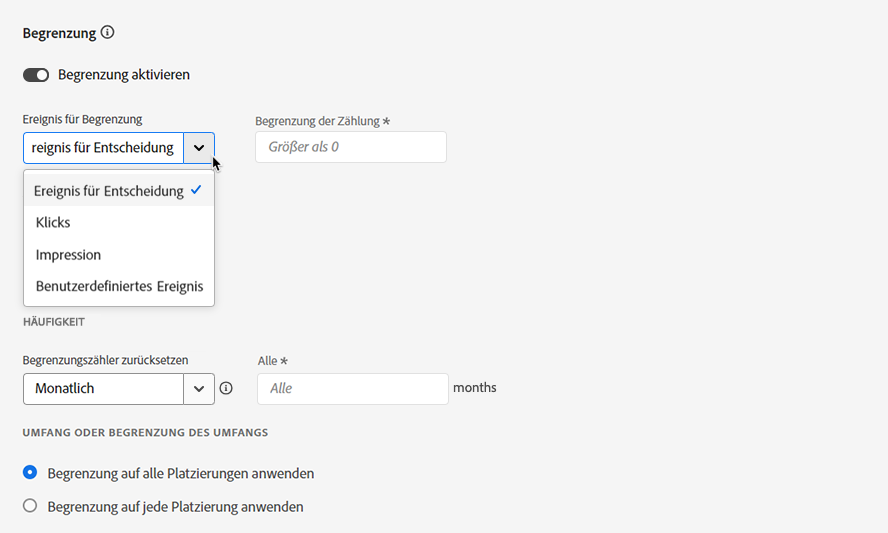 Begrenzung
Begrenzung aktivieren
Ereignis für Begrenzung
Begrenzung der Zählung *
reignis für Entscheidung
Größer als 0
Ereignis für Entscheidung
Klicks
Impression
Benutzerdefiniertes Ereignis
HÄUFIGKEIT
Begrenzungszähler zurücksetzen
Alle *
Monatlich
Alle
months
UMFANG ODER BEGRENZUNG DES UMFANGS
Begrenzung auf alle Platzierungen anwenden
Begrenzung auf jede Platzierung anwenden